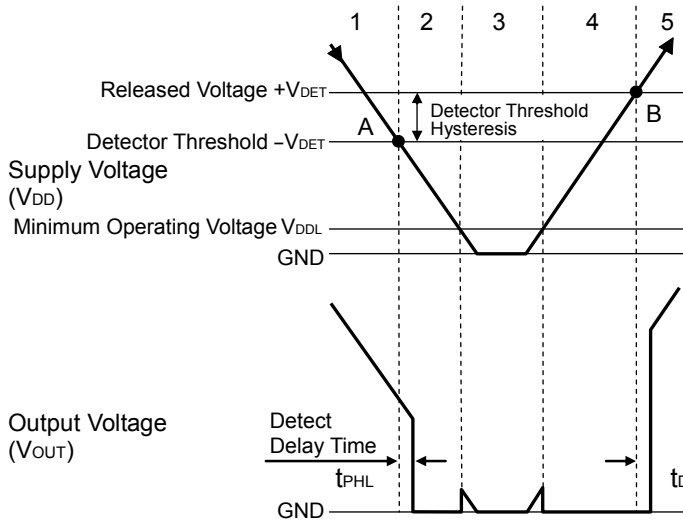 1 2 3 4 5
Released Voltage +VDET
Detector Threshold
Hysteresis
A
B
Detector Threshold –VDET
Supply Voltage
(VDD)
Minimum Operating Voltage VDDL
GND
Output Voltage
(VOUT)
Detect
Delay Time
tPHL
GND